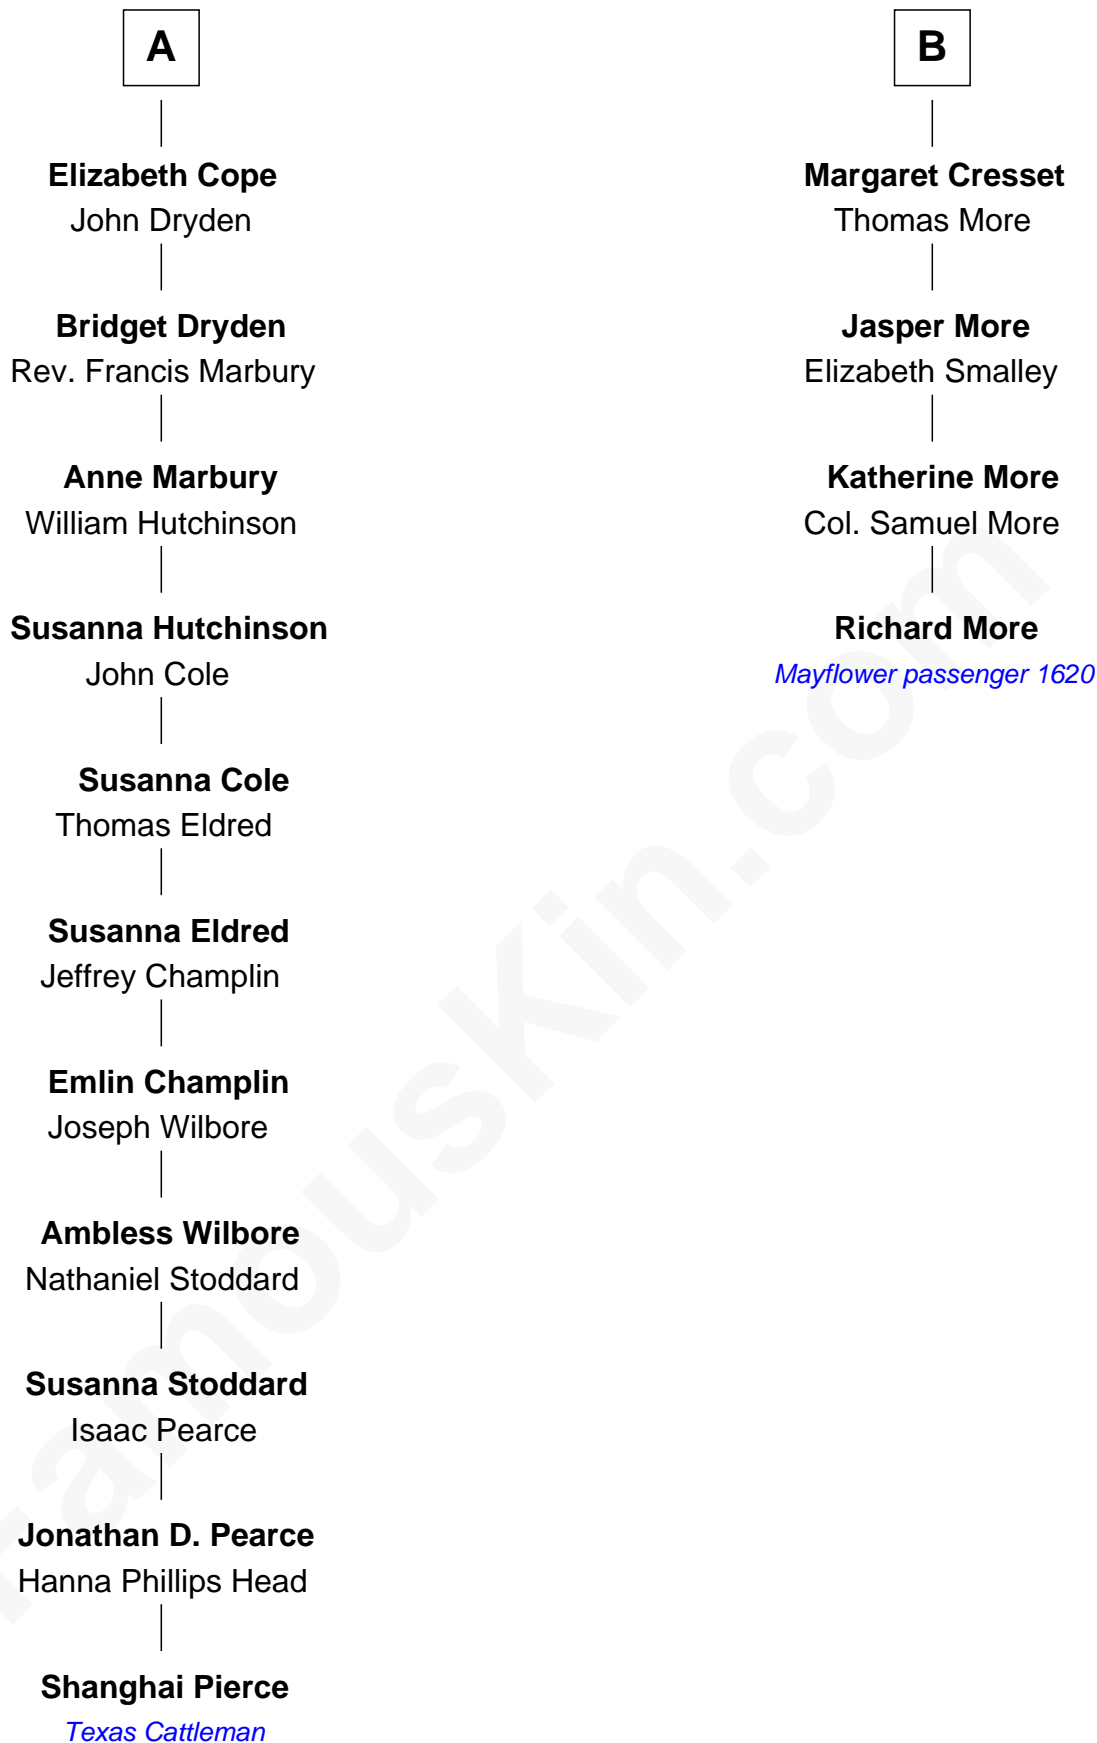 A
Elizabeth Cope
John Dryden
Bridget Dryden
Rev. Francis Marbury
Anne Marbury
William Hutchinson
Susanna Hutchinson
John Cole
Susanna Cole
Thomas Eldred
Susanna Eldred
Jeffrey Champlin
Emlin Champlin
Joseph Wilbore
Ambless Wilbore
Nathaniel Stoddard
Susanna Stoddard
Isaac Pearce
Jonathan D. Pearce
Hanna Phillips Head
Shanghai Pierce
Texas Cattleman
B
Margaret Cresset
Thomas More
Jasper More
Elizabeth Smalley
Katherine More
Col. Samuel More
Richard More
Mayflower passenger 1620
FamousKin.com